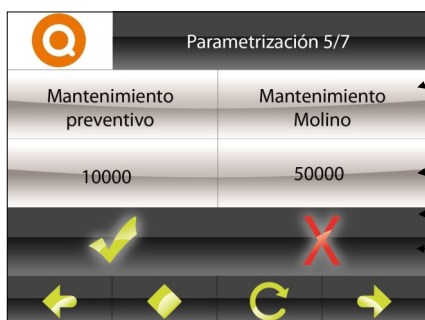 Parametrización 5/7
Mantenimiento
preventivo
Mantenimiento
Molino
10000
50000